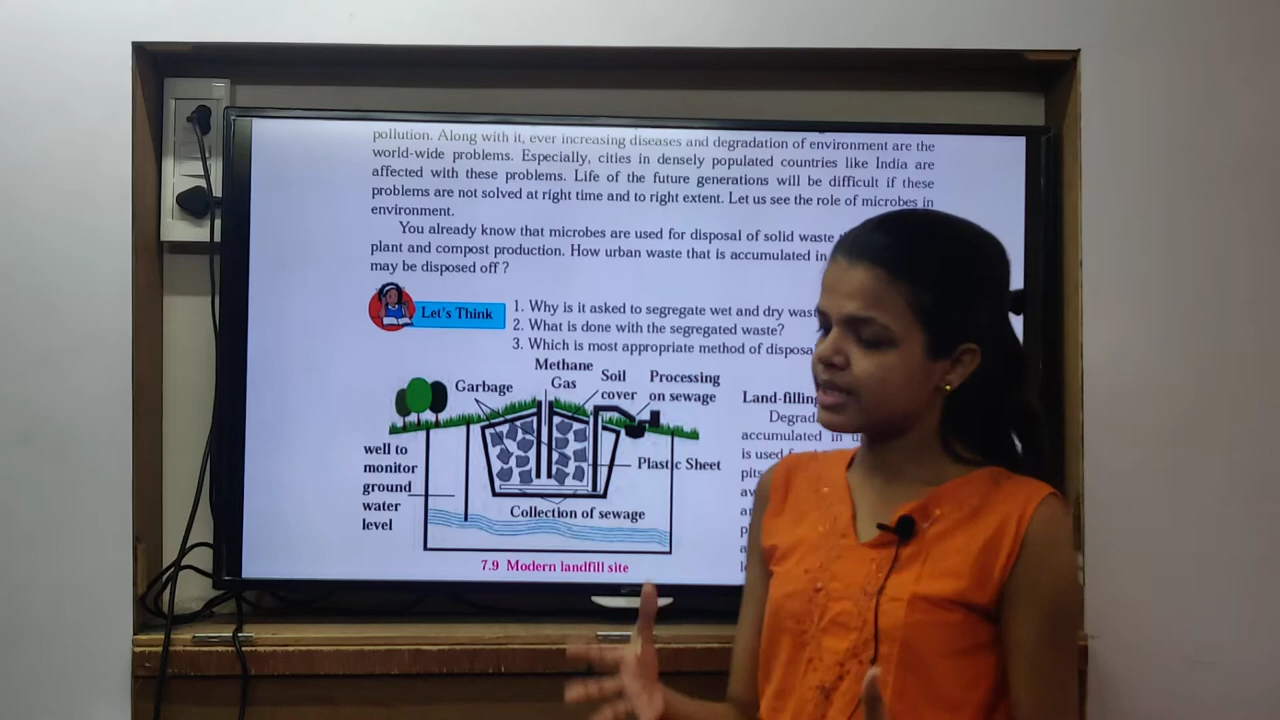 pollution. Along with it, ever increasing diseases and degradation of environment are the
world-wide problems. Especially, cities in densely populated countries like India are
affected with these problems. Life of the future generations will be difficult if these
problems are not solved at right time and to right extent. Let us see the role of microbes in
environment.
You already know that microbes are used for disposal of solid waste
plant and compost production. How urban waste that is accumulated in
may be disposed off ?
Let's Think
1. Why is it asked to segregate wet and dry
2. What is done with the segregated waste?
3. Which is most appropriate method of
Methane
Gas
Garbage
Soil
cover
Processing
on sewage
well to
monitor
ground
water
level
Plastic Sheet
Collection of sewage
7.9 Modern landfill site
Land-filling
accumulated in
is used
pits